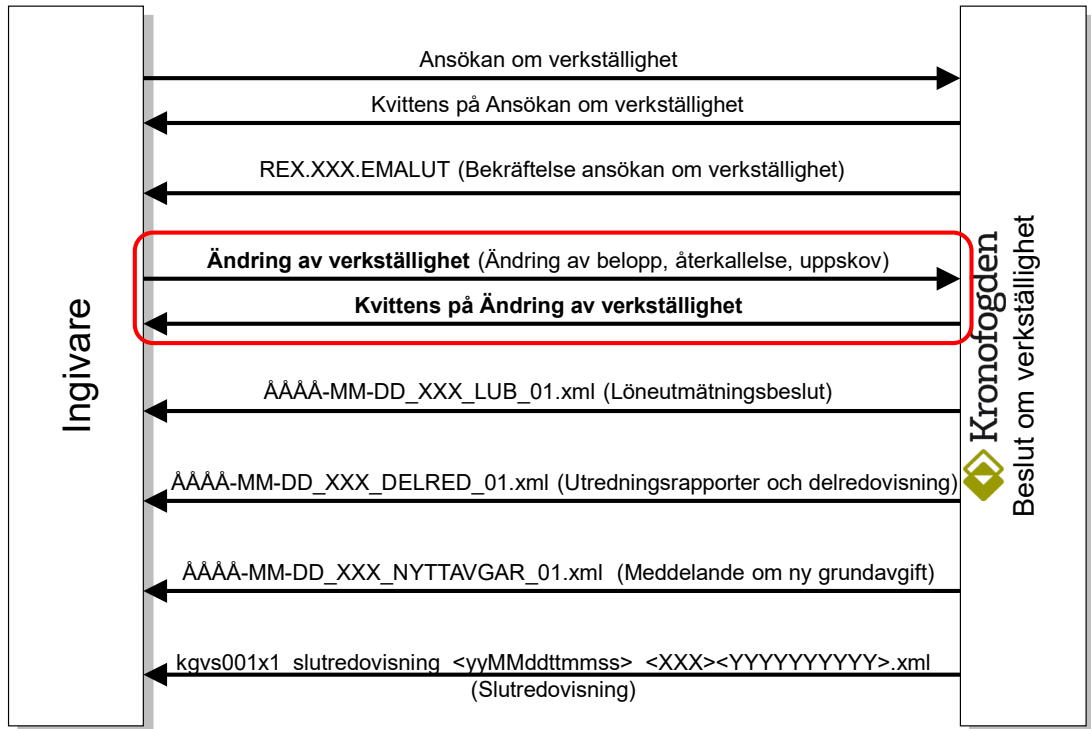 Ingivare
Ansökan om verkställighet
Kvittens på Ansökan om verkställighet
REX.XXX.EMALUT (Bekräftelse ansökan om verkställighet)
Ändring av verkställighet (Ändring av belopp, återkallelse, uppskov)
Kvittens på Ändring av verkställighet
ÅÅÅÅ-MM-DD_XXX_LUB_01.xml (Löneutmätningsbeslut)
ÅÅÅÅ-MM-DD_XXX_DELRED_01.xml (Utredningsrapporter och delredovisning)
ÅÅÅÅ-MM-DD_XXX_NYTTAVGAR_01.xml (Meddelande om ny grundavgift)
kgvs001x1_slutredovisning_<yyMMddttmmss>_<XXX><YYYYYYYYYY>.xml
(Slutredovisning)
Kronofogden
Beslut om verkställighet